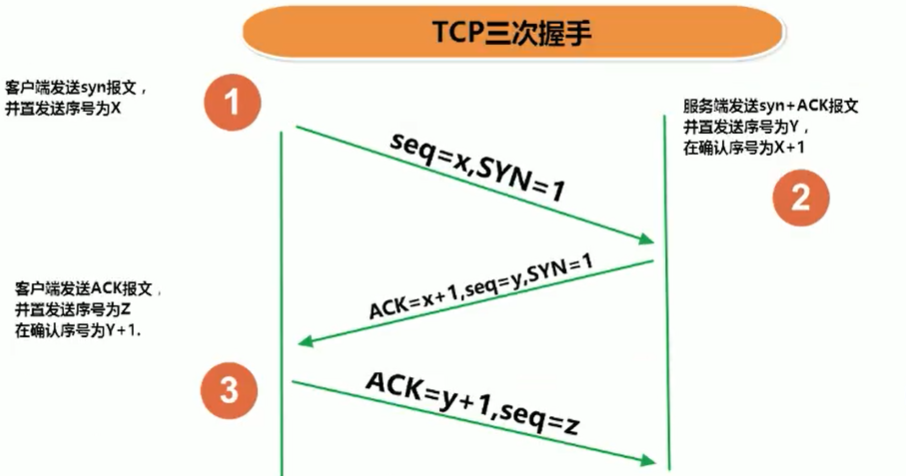 TCP三次握手
客户端发送syn报文，
并置发送序号为X
1
seq=x,SYN=1
服务端发送syn+ACK报文
并置发送序号为Y，
在确认序号为X+1
2
ACK=x+1,seq=y,SYN=1
客户端发送ACK报文，
并置发送序号为Z
在确认序号为Y+1.
3
ACK=y+1,seq=z